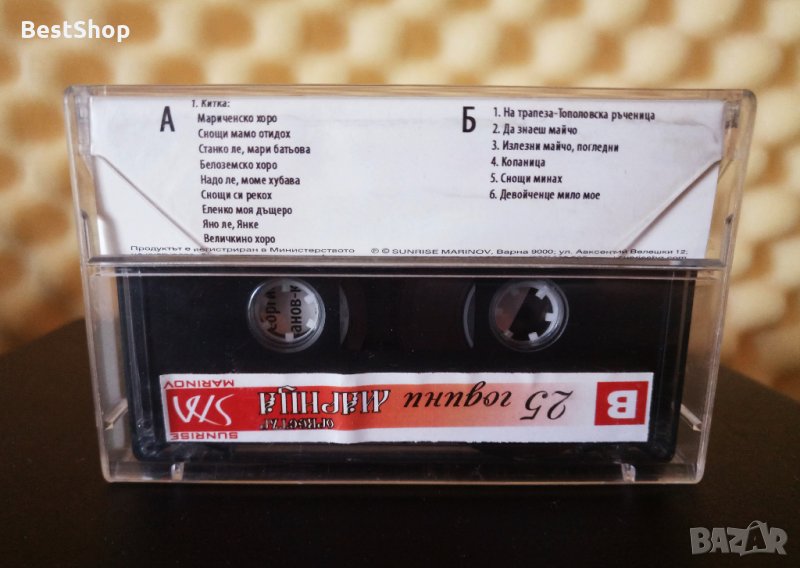 BestShop
А
1. Китка:
Мариченско хоро
Снощи мамо отидох
Станко ле, мари батьова
Белоземско хоро
Надо ле, моме хубава
Снощи си рекох
Еленко моя дъщеро
Яно ле, Янке
Величкино хоро
Б
1. На трапеза-Тополовска ръченица
2. Да знаеш майчо
3. Излезни майчо, погледни
4. Копаница
5. Снощи минах
6. Девойченце мило мое
Продуктът е регистриран в Министерството
℗ © SUNRISE MARINOV, Варна 9000; ул. Авксентий Велешки 12,
B
25 години
ОРКЕСТЪР
МАРИЦА
SUNRISE
SM
MARINOV
BAZAR